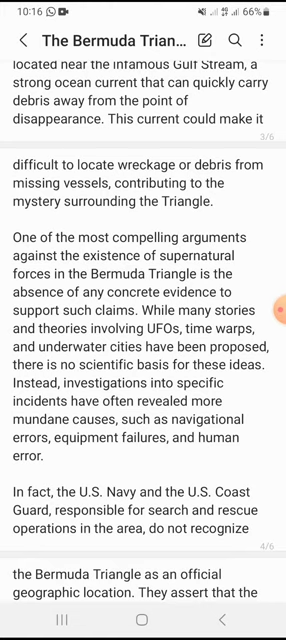 10:16
66%
The Bermuda Trian...
located near the infamous Gulf Stream, a
strong ocean current that can quickly carry
debris away from the point of
disappearance. This current could make it
3/6
difficult to locate wreckage or debris from
missing vessels, contributing to the
mystery surrounding the Triangle.
One of the most compelling arguments
against the existence of supernatural
forces in the Bermuda Triangle is the
absence of any concrete evidence to
support such claims. While many stories
and theories involving UFOs, time warps,
and underwater cities have been proposed,
there is no scientific basis for these ideas.
Instead, investigations into specific
incidents have often revealed more
mundane causes, such as navigational
errors, equipment failures, and human
error.
In fact, the U.S. Navy and the U.S. Coast
Guard, responsible for search and rescue
operations in the area, do not recognize
4/6
the Bermuda Triangle as an official
geographic location. They assert that the